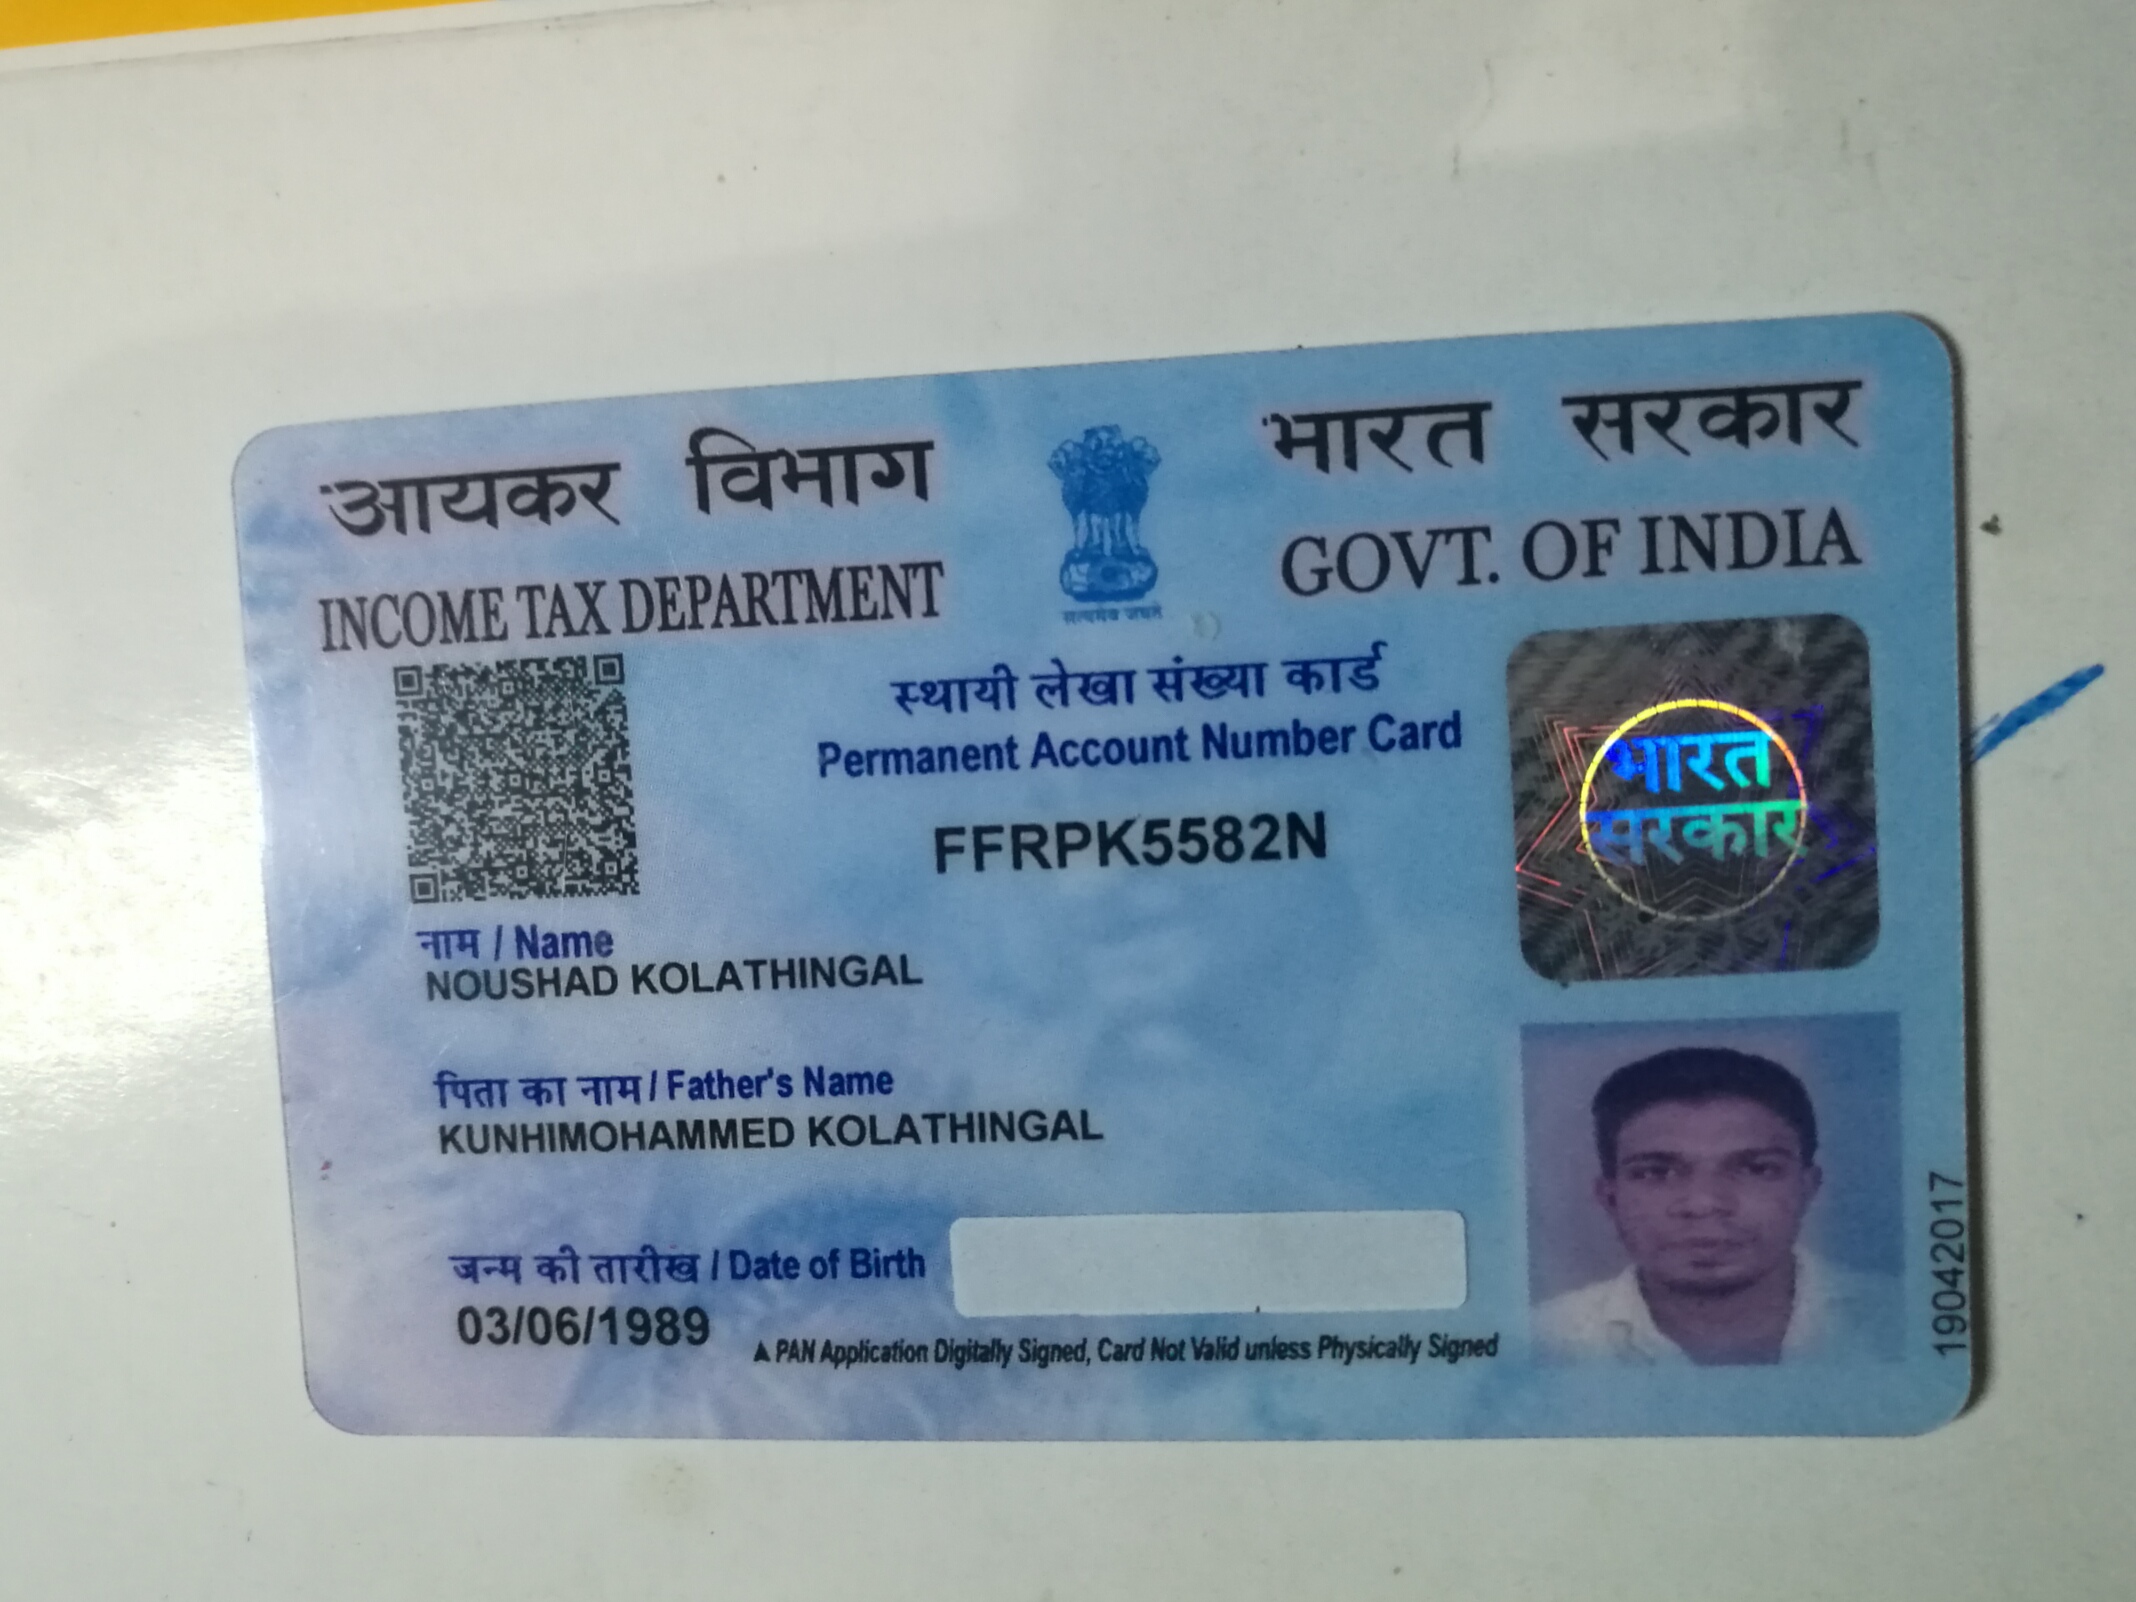 आयकर विभाग
INCOME TAX DEPARTMENT
सत्यमेव जयते
भारत सरकार
GOVT. OF INDIA
स्थायी लेखा संख्या कार्ड
Permanent Account Number Card
FFRPK5582N
भारत
सरकार
नाम / Name
NOUSHAD KOLATHINGAL
पिता का नाम / Father's Name
KUNHIMOHAMMED KOLATHINGAL
जन्म की तारीख / Date of Birth
03/06/1989
PAN Application Digitally Signed, Card Not Valid unless Physically Signed
19042017